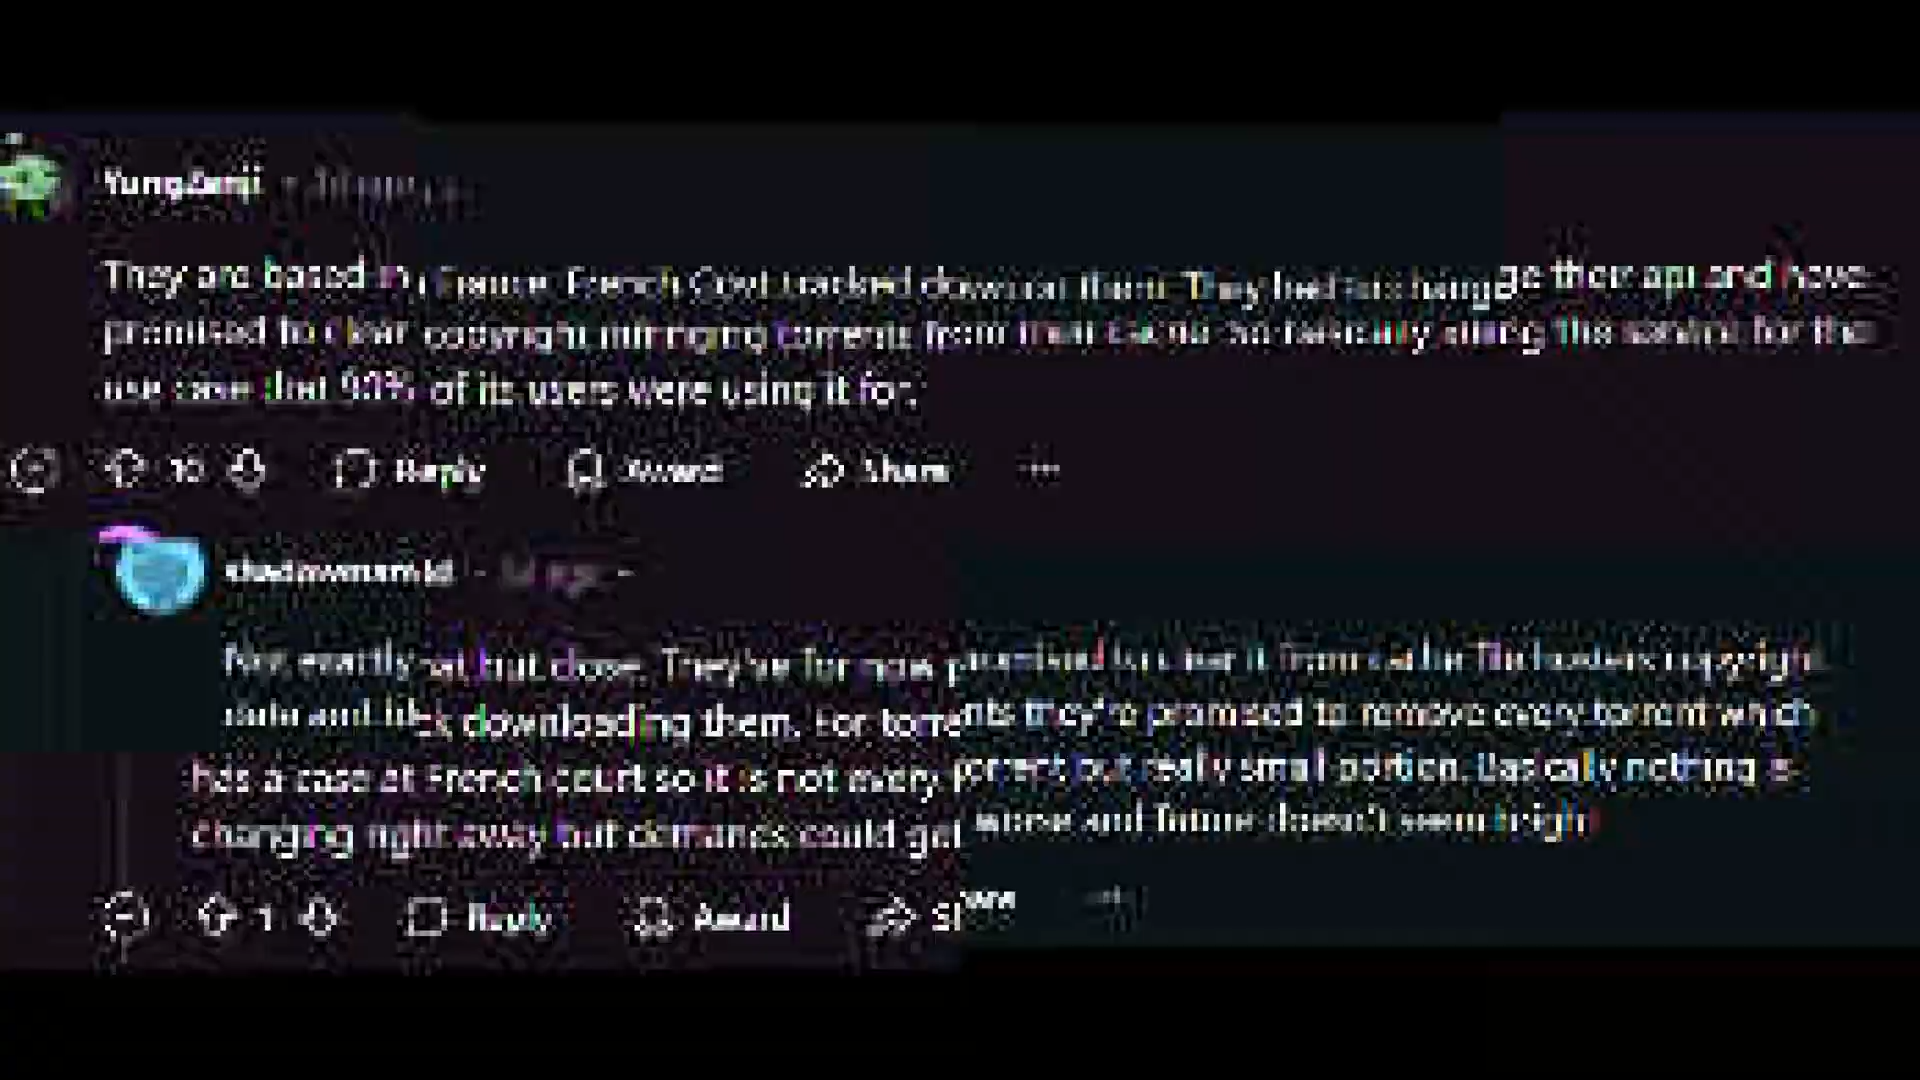 They are based in France. French Govt cracked down on them. They had to change their api and have
promised to clear copyright infringing torrents from their cache. So basically killing the service for the
use case that 90% of its users were using it for.
10 Reply Award Share
Not exactly but close. They've for now promised to clear it from cache filehosters copyright
and block downloading them. For torrents they're promised to remove every torrent which
has a case at French court so it is not every torrent but really small portion. Basically nothing is
changing right away but demands could get worse and future doesn't seem bright
1 Reply Award Share